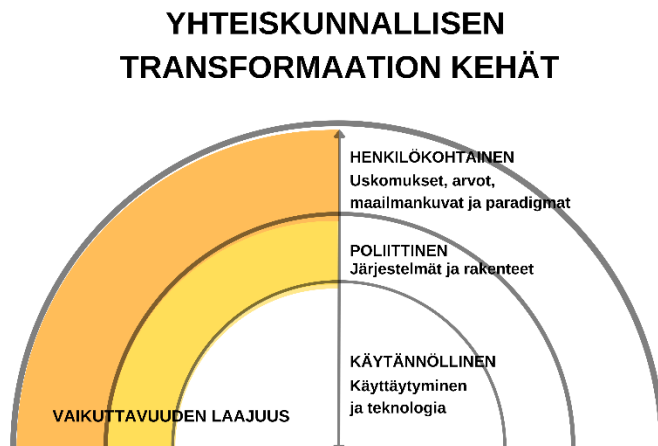 YHTEISKUNNALLISEN
TRANSFORMAATION KEHÄT
HENKILÖKOHTAINEN
Uskomukset, arvot,
maailmankuvat ja paradigmat
POLIITTINEN
Järjestelmät ja rakenteet
KÄYTÄNNÖLLINEN
Käyttäytyminen
ja teknologia
VAIKUTTAVUUDEN LAAJUUS